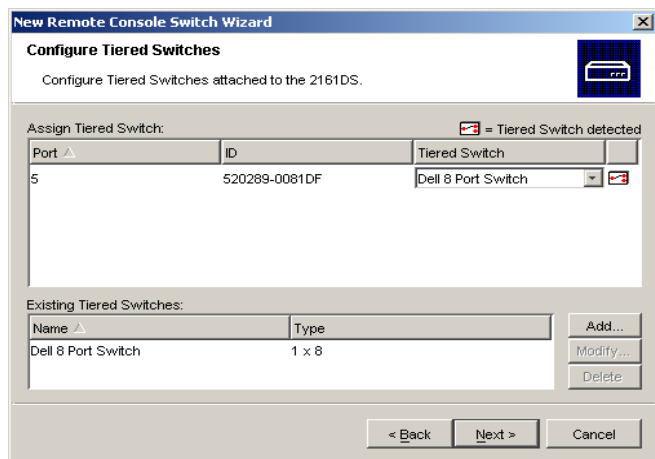 New Remote Console Switch Wizard
Configure Tiered Switches
Configure Tiered Switches attached to the 2161DS.
Assign Tiered Switch:
= Tiered Switch detected
Port ID Tiered Switch
5 520289-0081DF Dell 8 Port Switch
Existing Tiered Switches:
Name Type
Dell 8 Port Switch 1 x 8
Add...
Modify...
Delete
< Back Next > Cancel